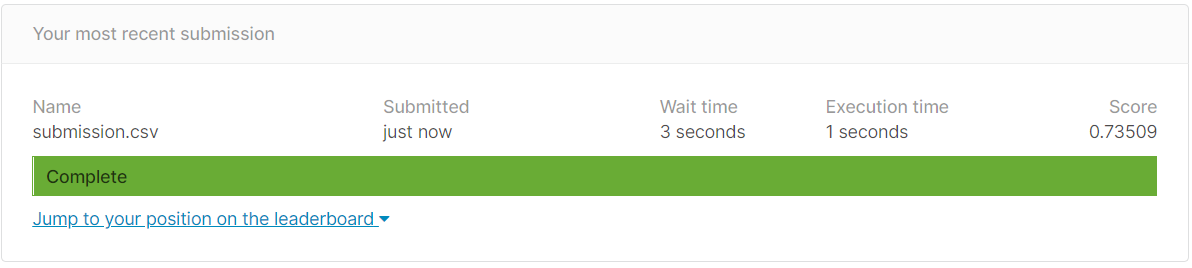 Your most recent submission
Name Submitted Wait time Execution time Score
submission.csv just now 3 seconds 1 seconds 0.73509
Complete
Jump to your position on the leaderboard